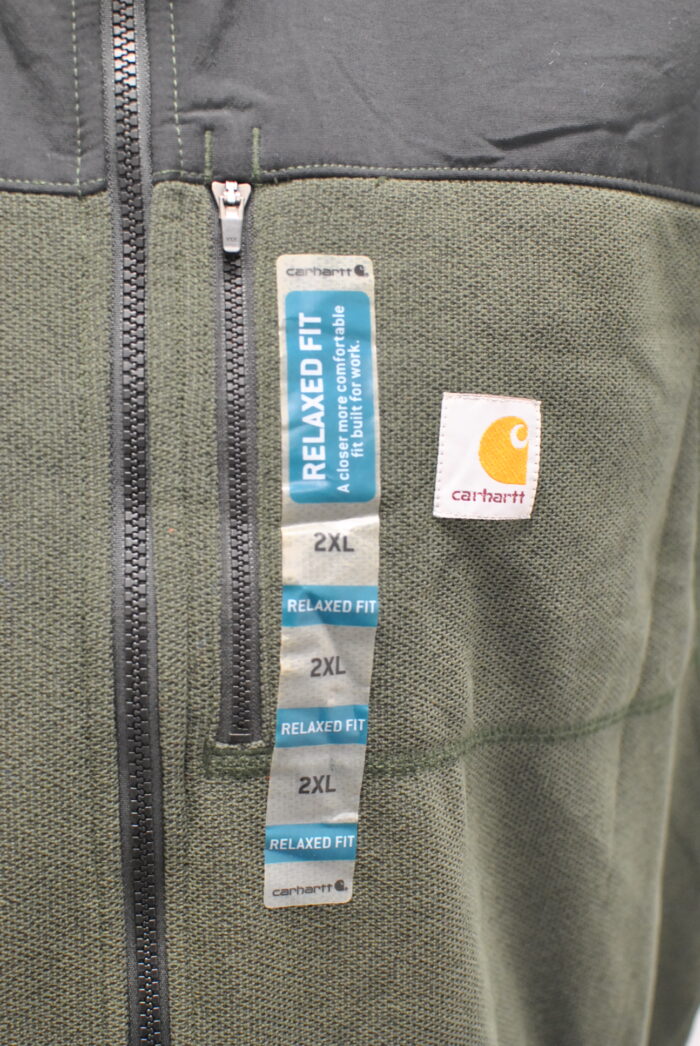 carhartt
RELAXED FIT
A closer more comfortable
fit built for work.
2XL
RELAXED FIT
2XL
RELAXED FIT
2XL
RELAXED FIT
carhartt
carhartt